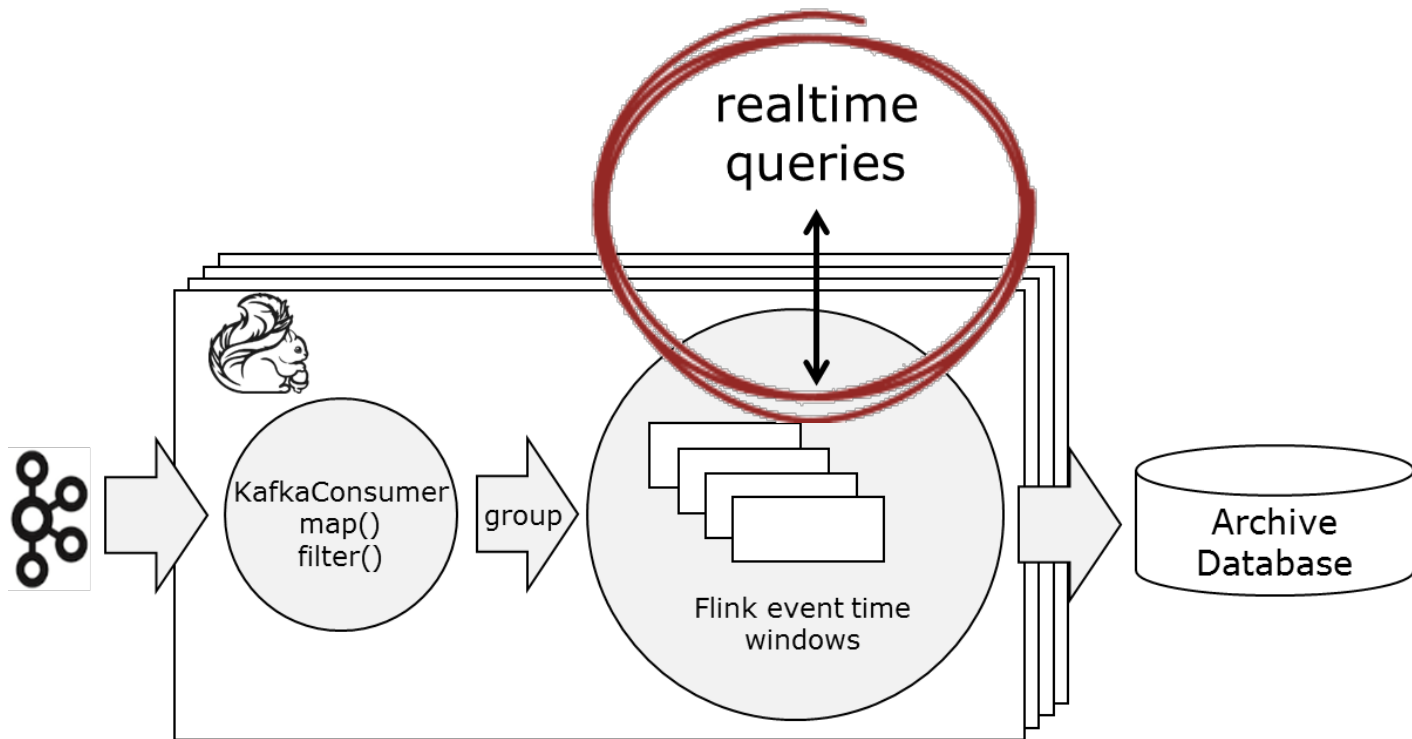 realtime
queries
KafkaConsumer
map()
filter()
group
Flink event time
windows
Archive
Database